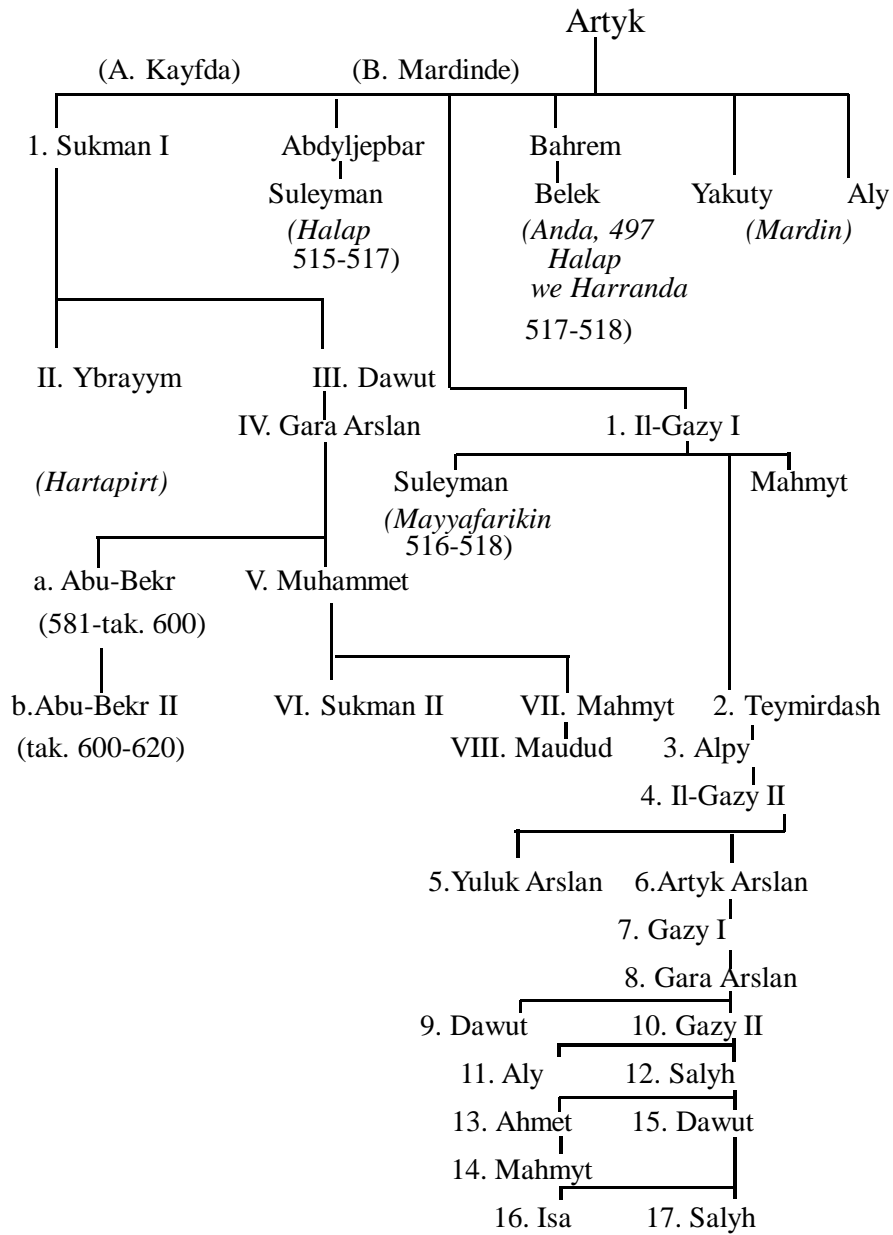 Artyk
(A. Kayfda) (B. Mardinde)
1. Sukman I Abdyljepbar Bahrem
Suleyman Belek Yakuty Aly
(Halap (Anda, 497 (Mardin)
515-517) Halap
we Harranda
517-518)
II. Ybrayym III. Dawut
IV. Gara Arslan 1. Il-Gazy I
(Hartapirt) Suleyman Mahmyt
(Mayyafarikin
516-518)
a. Abu-Bekr V. Muhammet
(581-tak. 600)
b.Abu-Bekr II VI. Sukman II VII. Mahmyt 2. Teymirdash
(tak. 600-620) VIII. Maudud 3. Alpy
4. Il-Gazy II
5.Yuluk Arslan 6.Artyk Arslan
7. Gazy I
8. Gara Arslan
9. Dawut 10. Gazy II
11. Aly 12. Salyh
13. Ahmet 15. Dawut
14. Mahmyt
16. Isa 17. Salyh